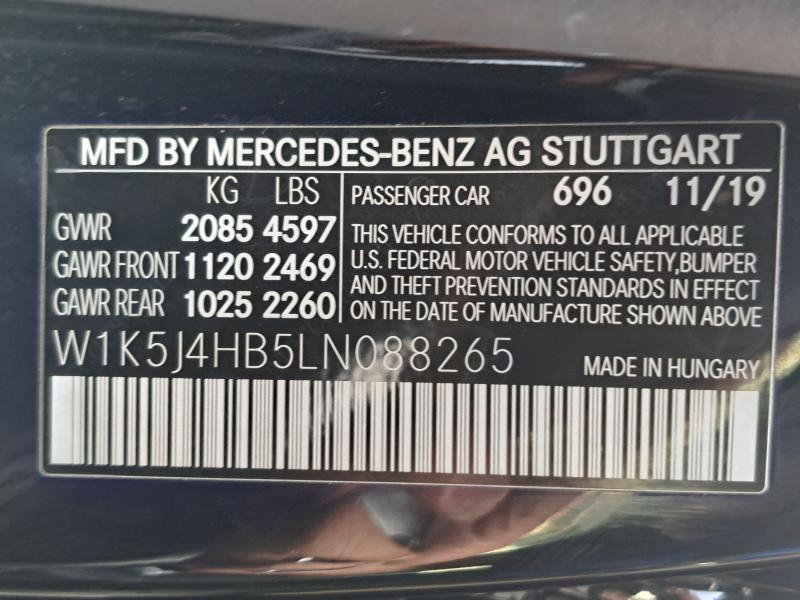 MFD BY MERCEDES-BENZ AG STUTTGART
KG LBS
GVWR 2085 4597
GAWR FRONT 1120 2469
GAWR REAR 1025 2260
PASSENGER CAR 696 11/19
THIS VEHICLE CONFORMS TO ALL APPLICABLE
U.S. FEDERAL MOTOR VEHICLE SAFETY,BUMPER
AND THEFT PREVENTION STANDARDS IN EFFECT
ON THE DATE OF MANUFACTURE SHOWN ABOVE
W1K5J4HB5LN088265
MADE IN HUNGARY